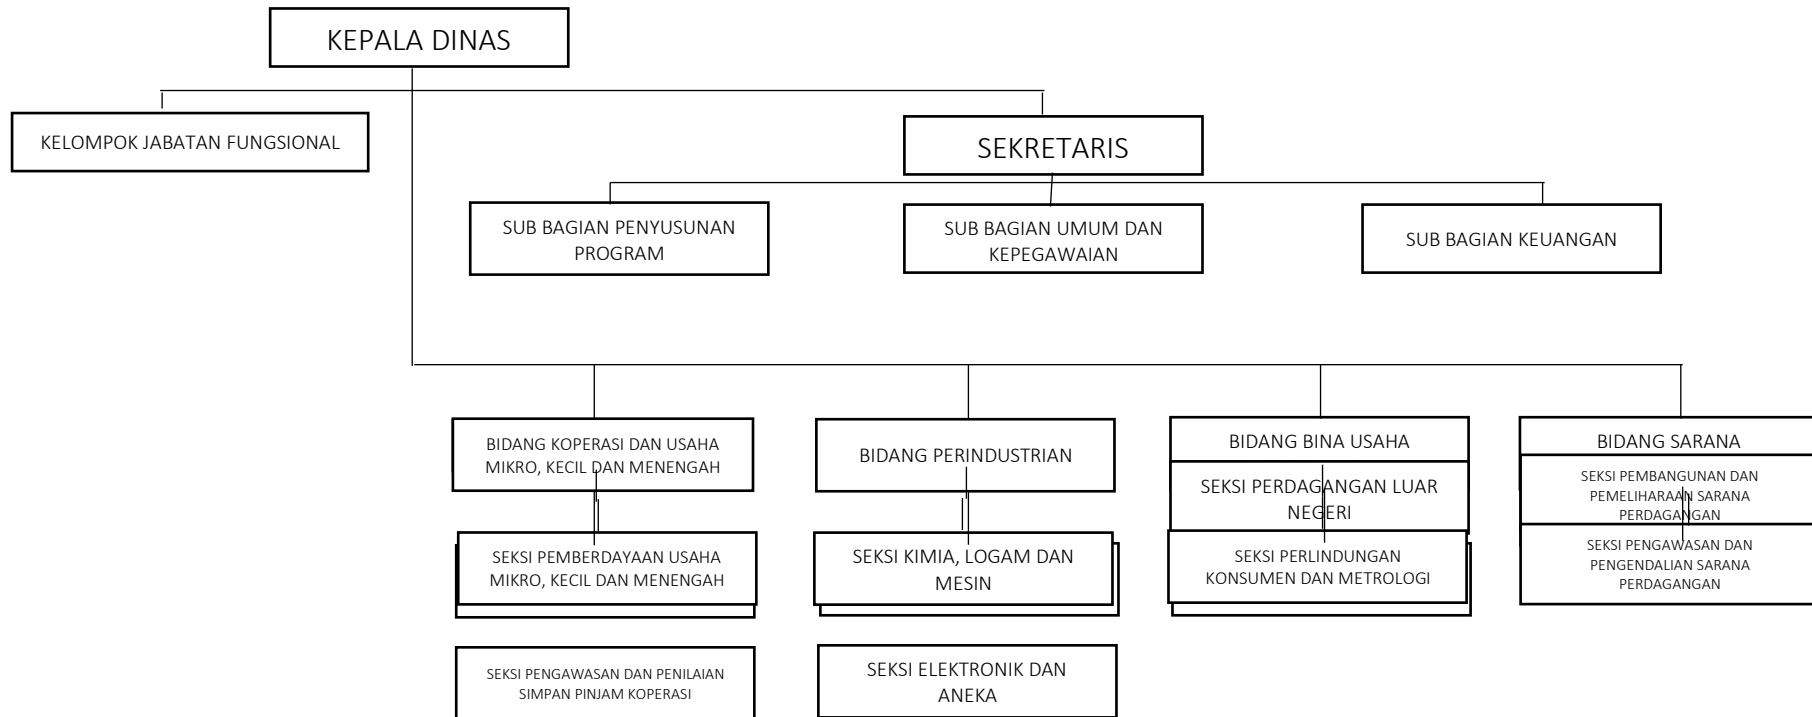 KEPALA DINAS
KELOMPOK JABATAN FUNGSIONAL
SEKRETARIS
SUB BAGIAN PENYUSUNAN
PROGRAM
SUB BAGIAN UMUM DAN
KEPEGAWAIAN
SUB BAGIAN KEUANGAN
BIDANG KOPERASI DAN USAHA
MIKRO, KECIL DAN MENENGAH
BIDANG PERINDUSTRIAN
BIDANG BINA USAHA
BIDANG SARANA
SEKSI PERDAGANGAN LUAR
NEGERI
SEKSI PEMBANGUNAN DAN
PEMELIHARAAN SARANA
PERDAGANGAN
SEKSI PEMBERDAYAAN USAHA
MIKRO, KECIL DAN MENENGAH
SEKSI KIMIA, LOGAM DAN
MESIN
SEKSI PERLINDUNGAN
KONSUMEN DAN METROLOGI
SEKSI PENGAWASAN DAN
PENGENDALIAN SARANA
PERDAGANGAN
SEKSI PENGAWASAN DAN PENILAIAN
SIMPAN PINJAM KOPERASI
SEKSI ELEKTRONIK DAN
ANEKA